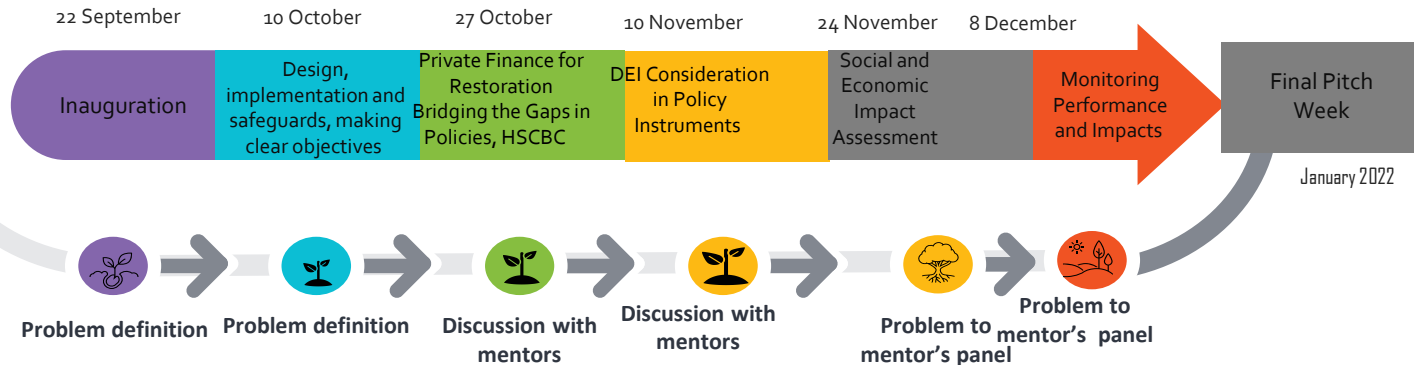 22 September
10 October
27 October
10 November
24 November
8 December
Inauguration
Design,
implementation and
safeguards, making
clear objectives
Private Finance for
Restoration
Bridging the Gaps in
Policies, HSCBC
DEI Consideration
in Policy
Instruments
Social and
Economic
Impact
Assessment
Monitoring
Performance
and Impacts
Final Pitch
Week
January 2022
Problem definition
Problem definition
Discussion with
mentors
Discussion with
mentors
Problem to
mentor's panel
Problem to
mentor's panel